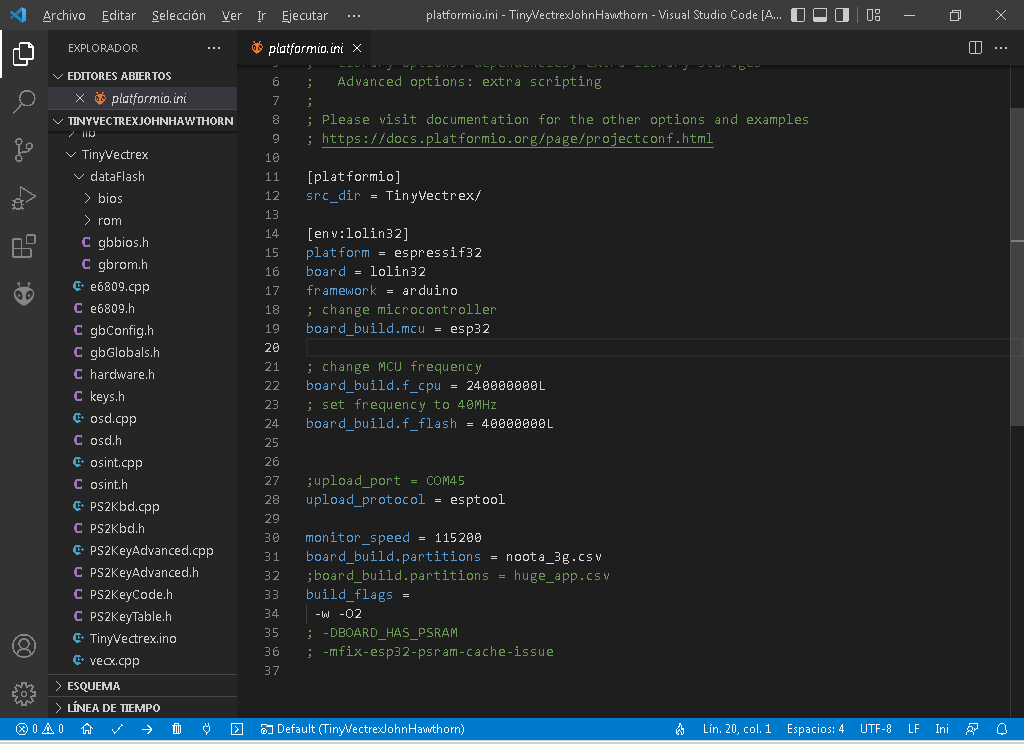 Archivo Editar Selección Ver Ir Ejecutar ··· platformio.ini - TinyVectrexJohnHawthorn - Visual Studio Code [A...
EXPLORADOR ···
EDITORES ABIERTOS
platformio.ini
TINYVECTREXJOHNHAWTHORN
lib
TinyVectrex
dataFlash
bios
rom
gbbios.h
gbrom.h
e6809.cpp
e6809.h
gbConfig.h
gbGlobals.h
hardware.h
keys.h
osd.cpp
osd.h
osint.cpp
osint.h
PS2Kbd.cpp
PS2Kbd.h
PS2KeyAdvanced.cpp
PS2KeyAdvanced.h
PS2KeyCode.h
PS2KeyTable.h
TinyVectrex.ino
vecx.cpp
ESQUEMA
LÍNEA DE TIEMPO
platformio.ini
5 ;   Library options: dependencies, extra library storages
6 ;   Advanced options: extra scripting
7 ;
8 ; Please visit documentation for the other options and examples
9 ; https://docs.platformio.org/page/projectconf.html
10
11 [platformio]
12 src_dir = TinyVectrex/
13
14 [env:lolin32]
15 platform = espressif32
16 board = lolin32
17 framework = arduino
18 ; change microcontroller
19 board_build.mcu = esp32
20
21 ; change MCU frequency
22 board_build.f_cpu = 240000000L
23 ; set frequency to 40MHz
24 board_build.f_flash = 40000000L
25
26
27 ;upload_port = COM45
28 upload_protocol = esptool
29
30 monitor_speed = 115200
31 board_build.partitions = noota_3g.csv
32 ;board_build.partitions = huge_app.csv
33 build_flags =
34  -w -O2
35 ; -DBOARD_HAS_PSRAM
36 ; -mfix-esp32-psram-cache-issue
37
0 0 Default (TinyVectrexJohnHawthorn) Lín. 20, col. 1 Espacios: 4 UTF-8 LF Ini